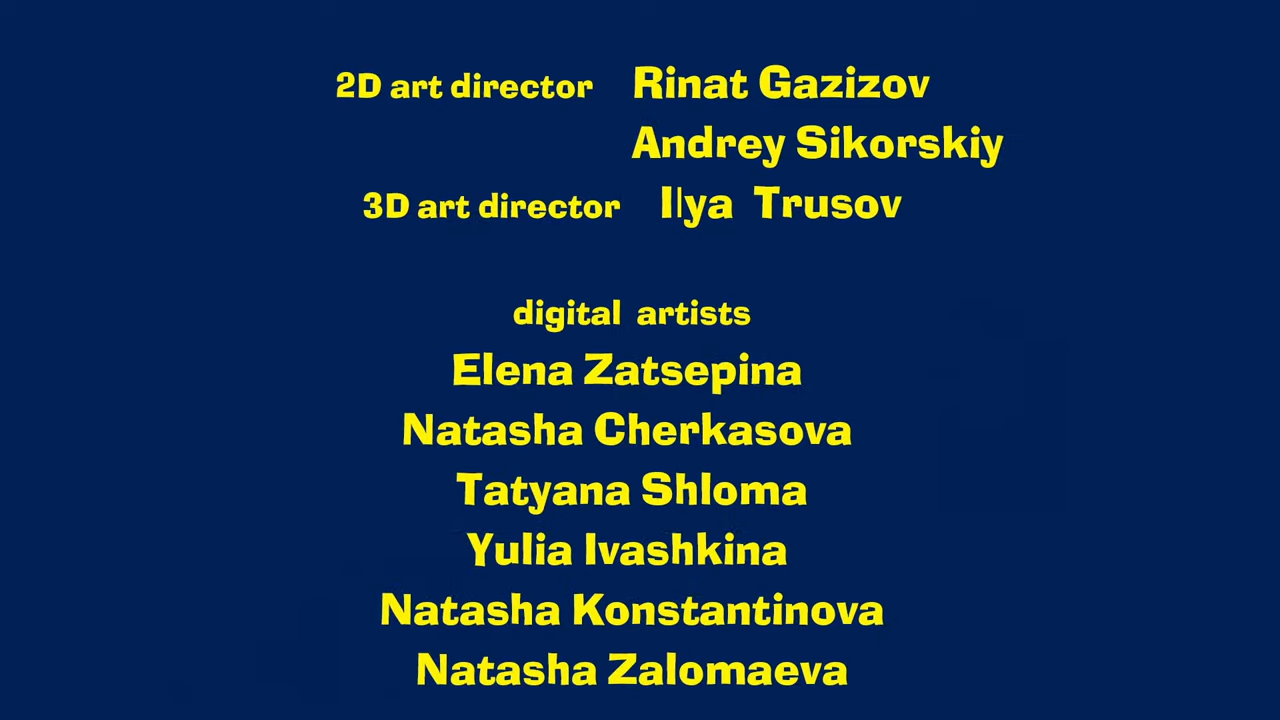 2D art director Rinat Gazizov
Andrey Sikorskiy
3D art director Ilya Trusov
digital artists
Elena Zatsepina
Natasha Cherkasova
Tatyana Shloma
Yulia Ivashkina
Natasha Konstantinova
Natasha Zalomaeva